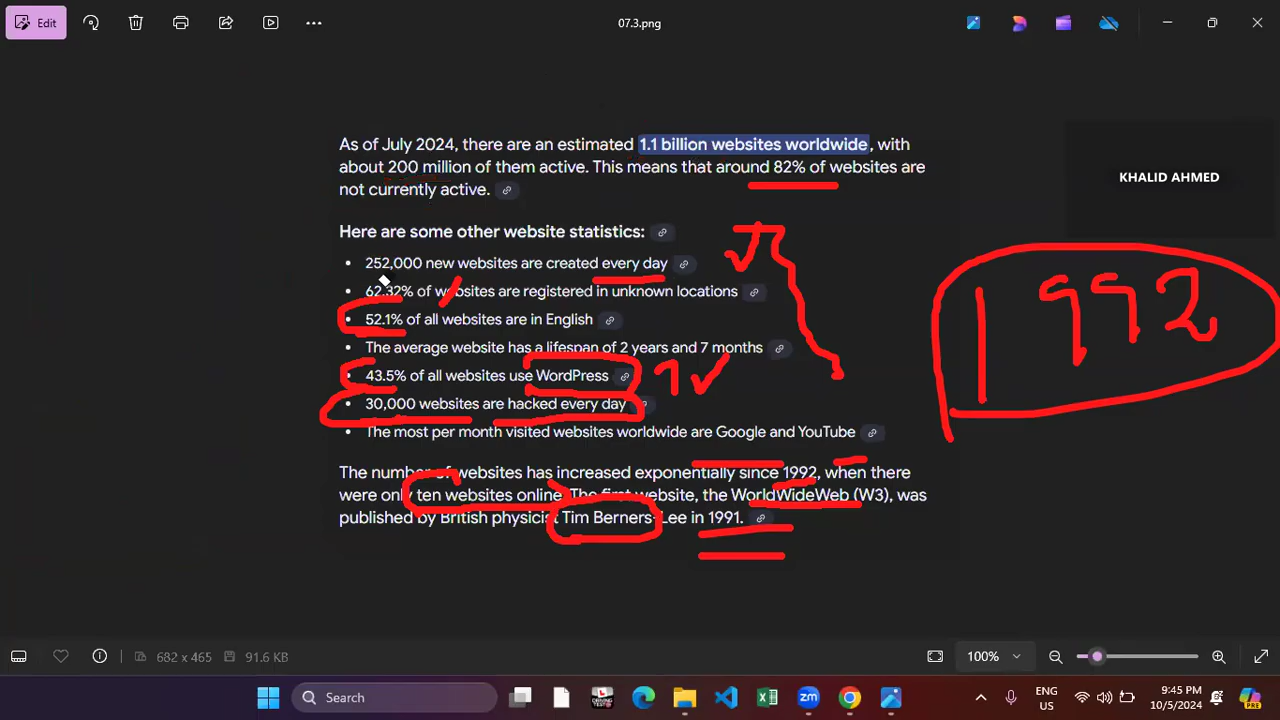 Edit
07.3.png
As of July 2024, there are an estimated 1.1 billion websites worldwide, with
about 200 million of them active. This means that around 82% of websites are
not currently active.
KHALID AHMED
Here are some other website statistics:
• 252,000 new websites are created every day
• 62.32% of websites are registered in unknown locations
• 52.1% of all websites are in English
• The average website has a lifespan of 2 years and 7 months
• 43.5% of all websites use WordPress
• 30,000 websites are hacked every day
• The most per month visited websites worldwide are Google and YouTube
1992
The number of websites has increased exponentially since 1992, when there
were only ten websites online. The first website, the WorldWideWeb (W3), was
published by British physicist Tim Berners-Lee in 1991.
682 x 465
91.6 KB
100%
Search
ENG
US
9:45 PM
10/5/2024